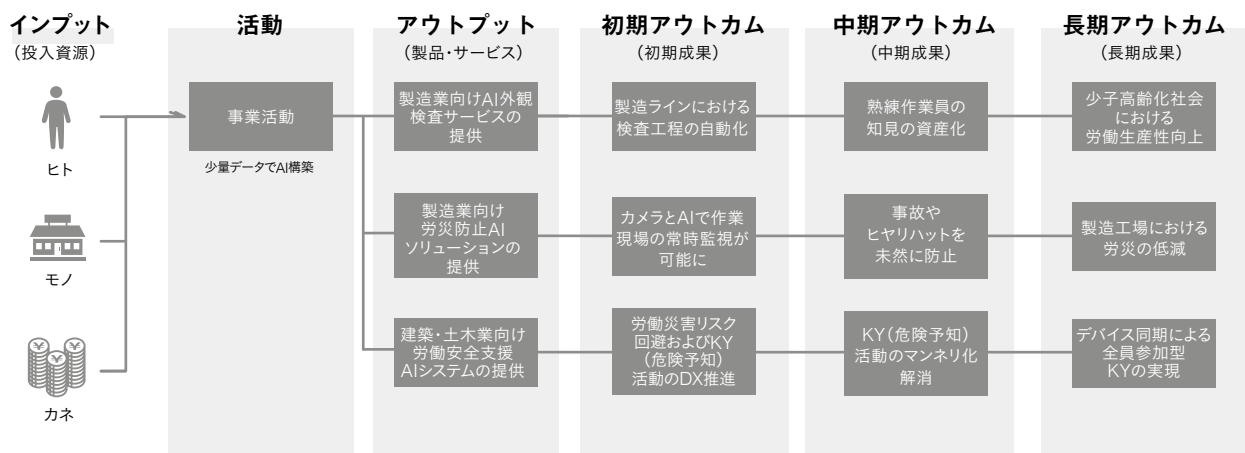 インプット
（投入資源）
ヒト
モノ
カネ
活動
事業活動
少量データでAI構築
アウトプット
（製品・サービス）
製造業向けAI外観
検査サービスの
提供
製造業向け
労災防止AI
ソリューションの
提供
建築・土木業向け
労働安全支援
AIシステムの提供
初期アウトカム
（初期成果）
製造ラインにおける
検査工程の自動化
カメラとAIで作業
現場の常時監視が
可能に
労働災害リスク
回避およびKY
（危険予知）
活動のDX推進
中期アウトカム
（中期成果）
熟練作業員の
知見の資産化
事故や
ヒヤリハットを
未然に防止
KY（危険予知）
活動のマンネリ化
解消
長期アウトカム
（長期成果）
少子高齢化社会
における
労働生産性向上
製造工場における
労災の低減
デバイス同期による
全員参加型
KYの実現